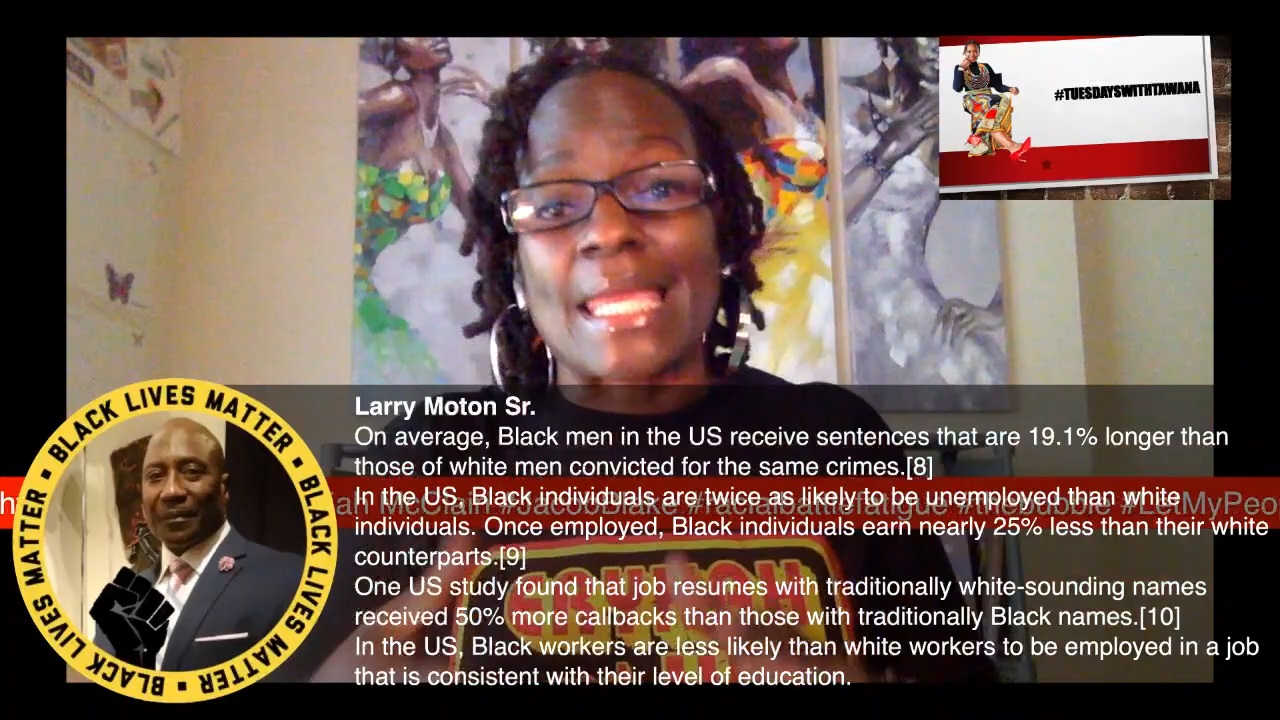 #TUESDAYSWITHTAWANA
BLACK LIVES MATTER • BLACK LIVES MATTER • BLACK LIVES MATTER •
Larry Moton Sr.
On average, Black men in the US receive sentences that are 19.1% longer than
those of white men convicted for the same crimes.[8]
In the US, Black individuals are twice as likely to be unemployed than white
individuals. Once employed, Black individuals earn nearly 25% less than their white
counterparts.[9]
One US study found that job resumes with traditionally white-sounding names
received 50% more callbacks than those with traditionally Black names.[10]
In the US, Black workers are less likely than white workers to be employed in a job
that is consistent with their level of education.
McClain #JacobBlake #racialbattlefatigue #thebubble #LetMyPeo